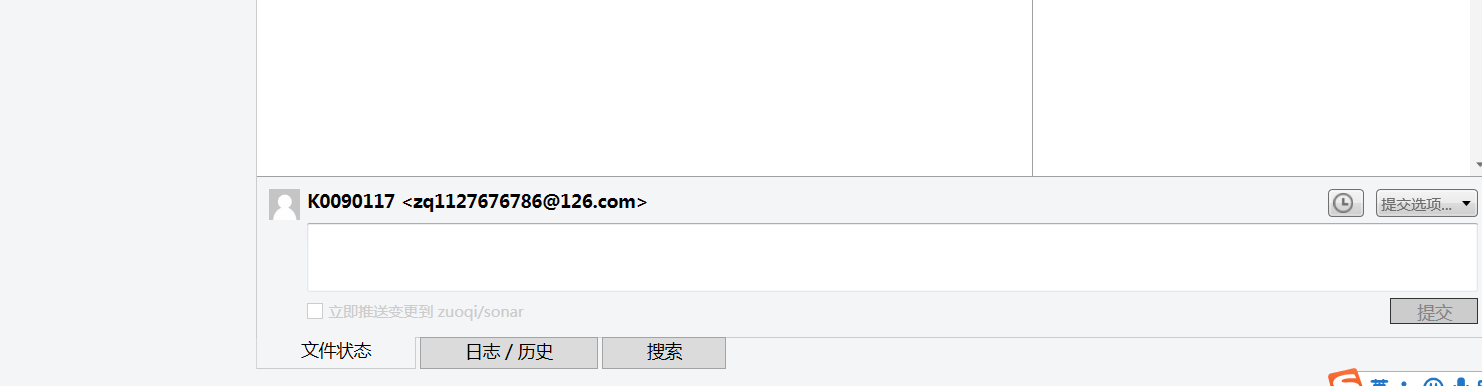 K0090117 <zq1127676786@126.com>
提交选项...
立即推送变更到 zuoqi/sonar
提交
文件状态
日志 / 历史
搜索
英